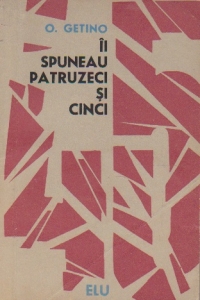 O. GETINO
ÎI
SPUNEAU
PATRUZECI
ȘI
CINCI
ELU